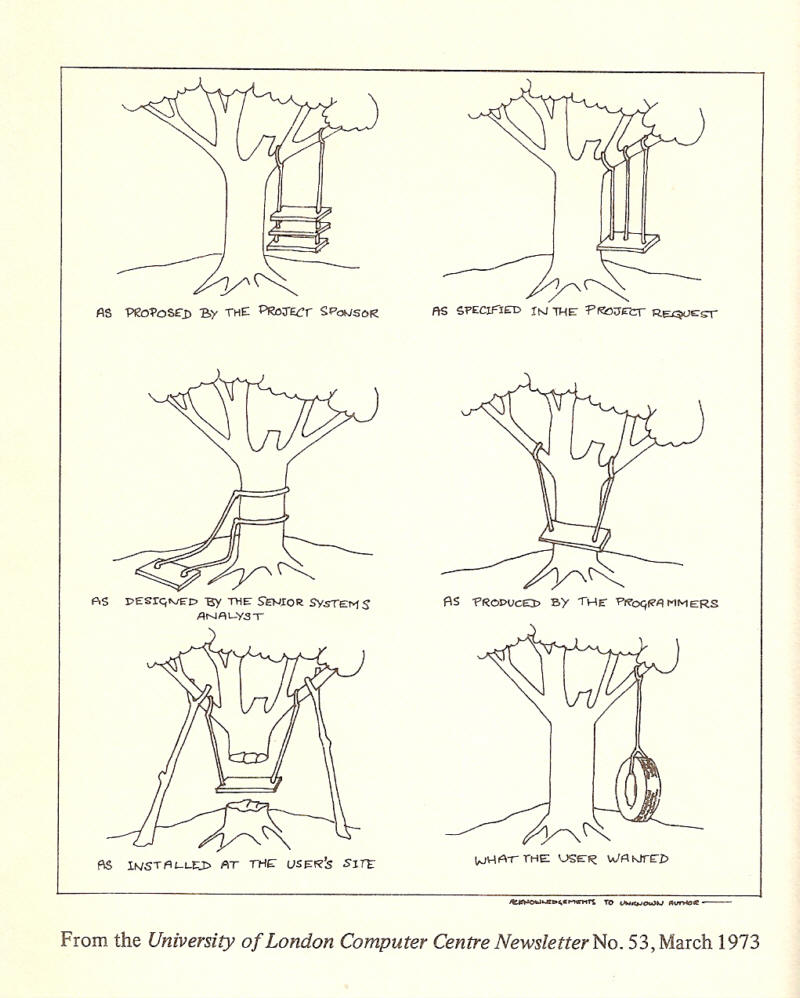 AS PROPOSED BY THE PROJECT SPONSOR
AS SPECIFIED IN THE PROJECT REQUEST
AS DESIGNED BY THE SENIOR SYSTEMS
ANALYST
AS PRODUCED BY THE PROGRAMMERS
AS INSTALLED AT THE USER'S SITE
WHAT THE USER WANTED
ACKNOWLEDGEMENTS TO UNKNOWN AUTHOR
From the University of London Computer Centre Newsletter No. 53, March 1973